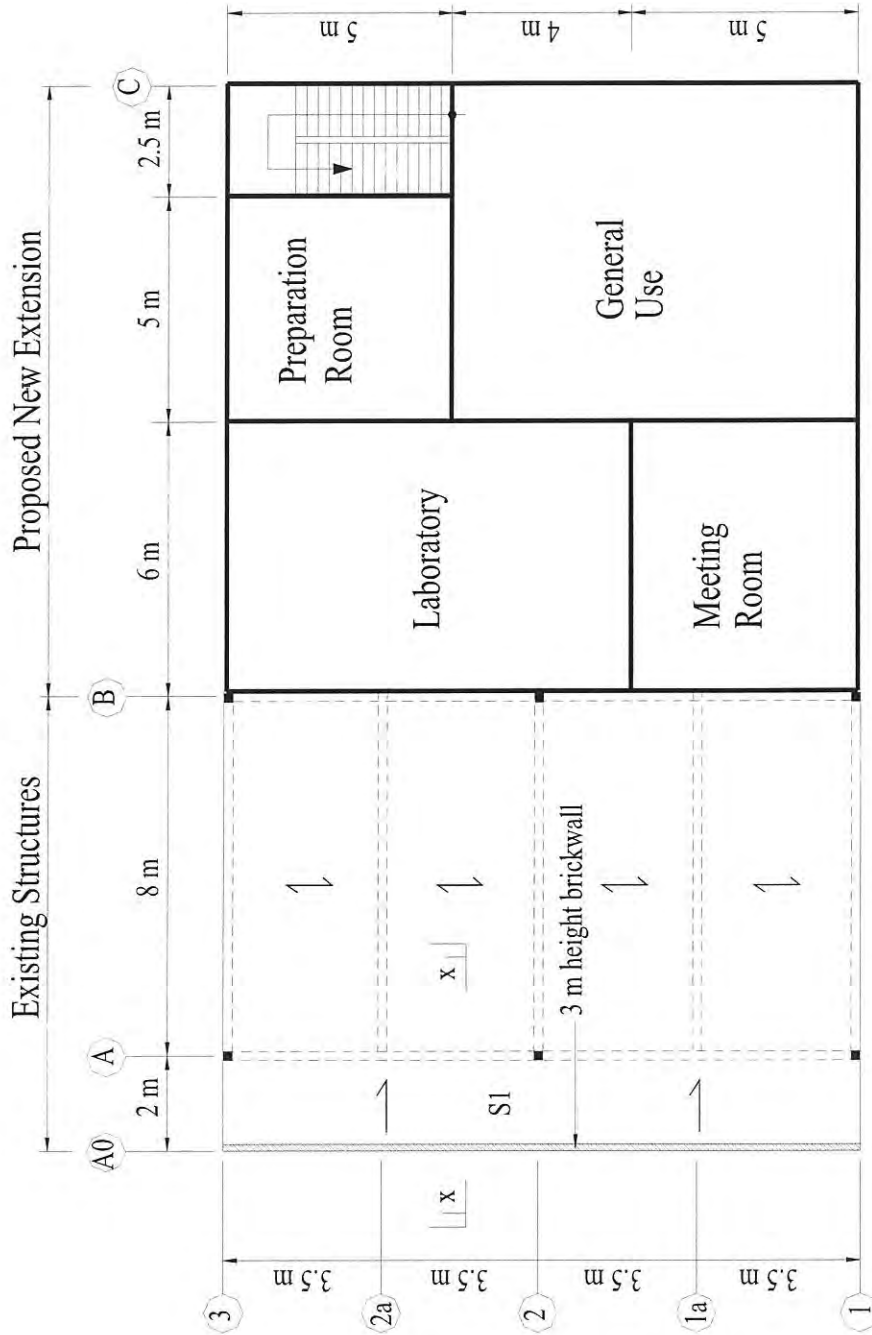 Existing Structures
Proposed New Extension
A0
A
B
C
2 m
8 m
6 m
5 m
2.5 m
3
2a
2
1a
1
3.5 m
3.5 m
3.5 m
3.5 m
x
x
S1
3 m height brickwall
Laboratory
Meeting
Room
Preparation
Room
General
Use
5 m
4 m
5 m